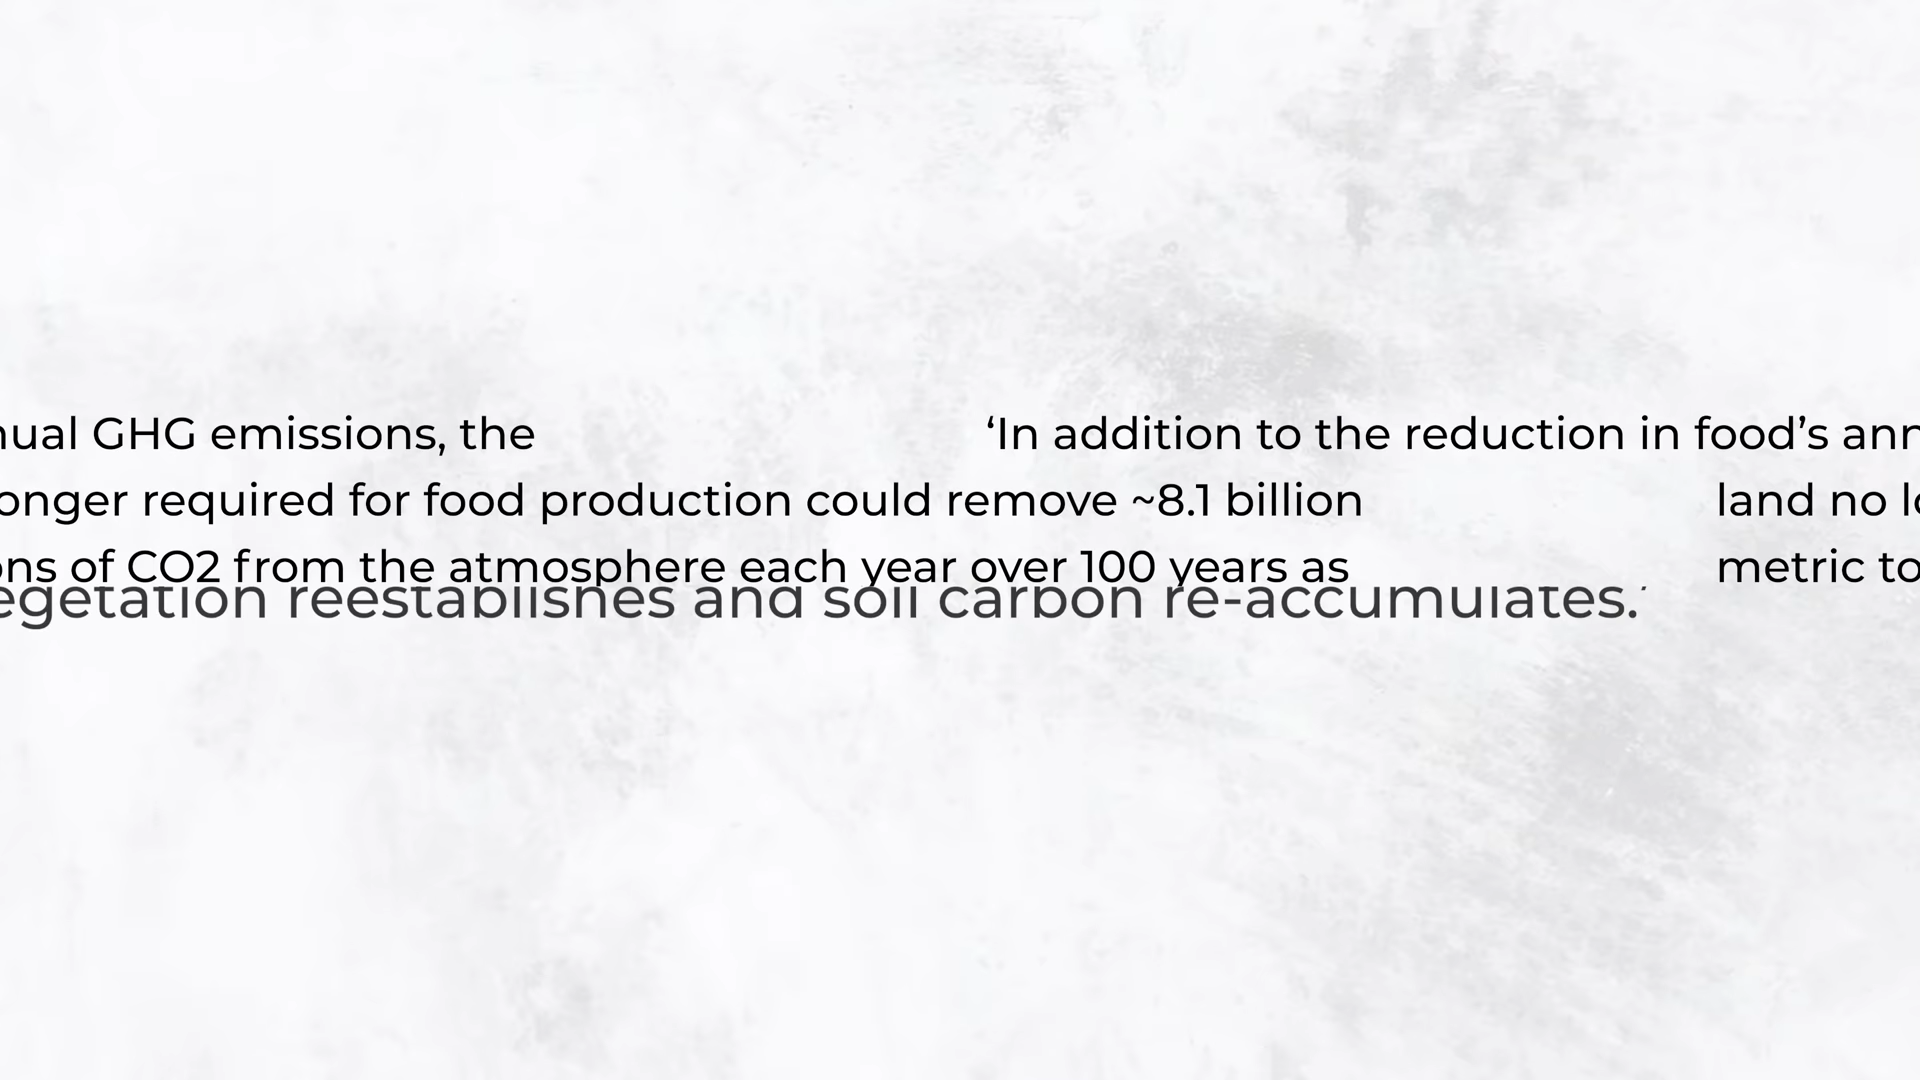 nual GHG emissions, the ‘In addition to the reduction in food’s ann
onger required for food production could remove ~8.1 billion land no lo
ons of CO2 from the atmosphere each year over 100 years as metric to
egetation reestablishes and soil carbon re-accumulates.’